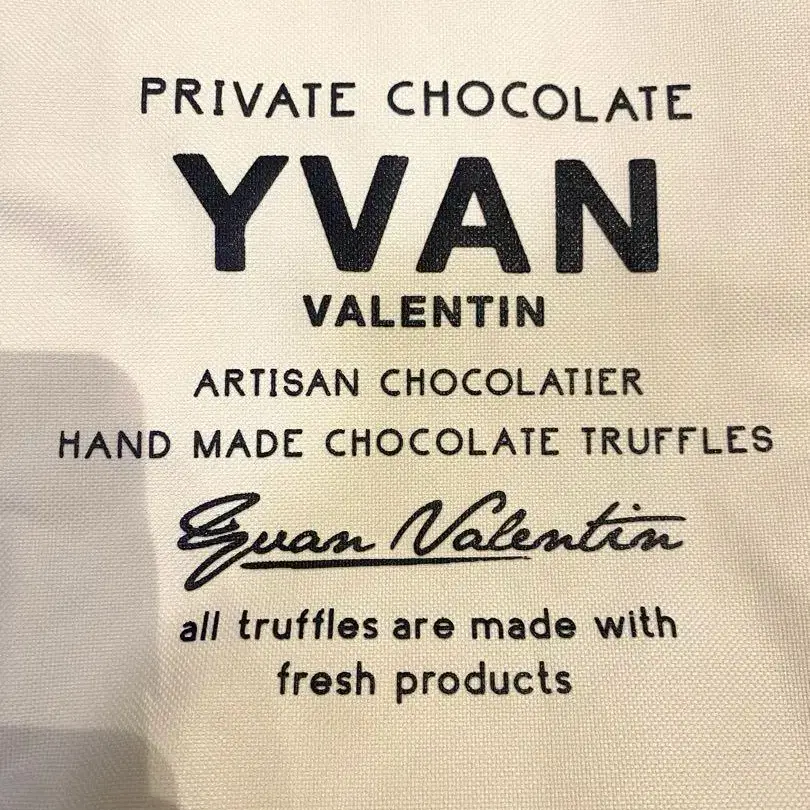 PRIVATE CHOCOLATE
YVAN
VALENTIN
ARTISAN CHOCOLATIER
HAND MADE CHOCOLATE TRUFFLES
Yvan Valentin
all truffles are made with
fresh products